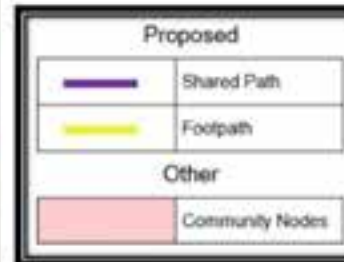 Proposed
Shared Path
Footpath
Other
Community Nodes